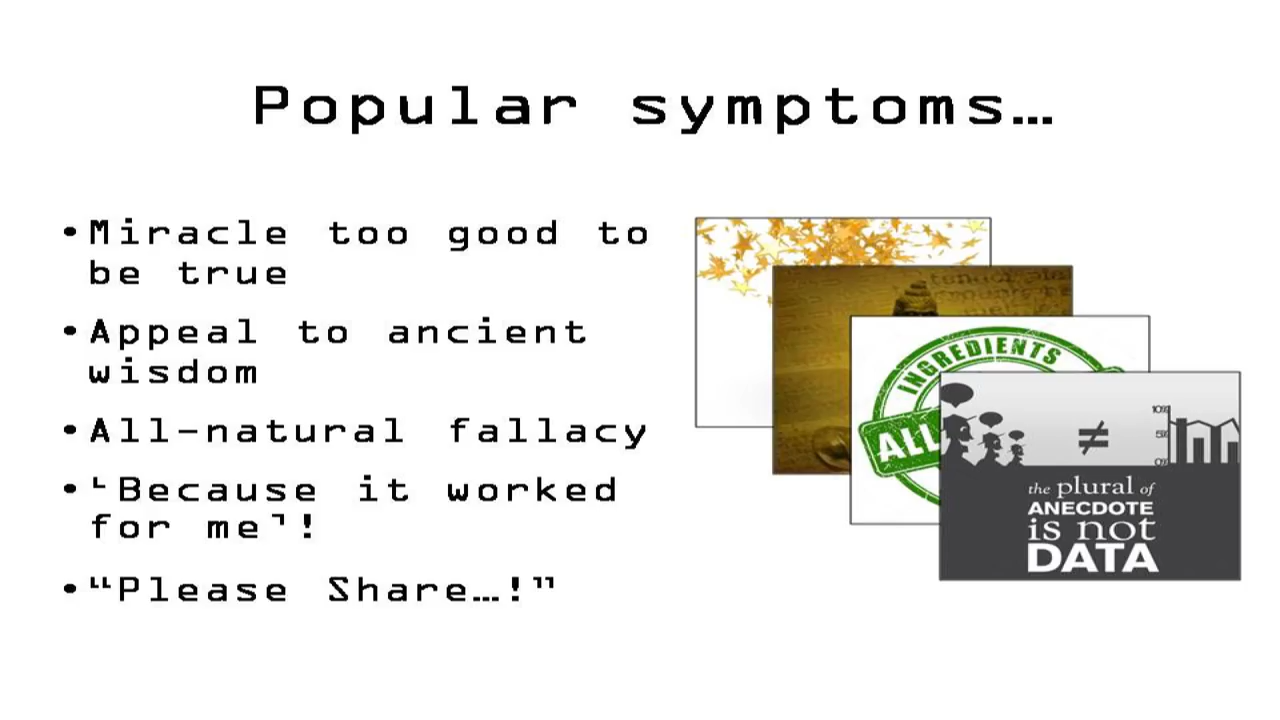 Popular symptoms…
•Miracle too good to
be true
•Appeal to ancient
wisdom
•All-natural fallacy
•‘Because it worked
for me’!
•“Please Share…!”
INGREDIENTS
ALL
≠
the plural of
ANECDOTE
is not
DATA